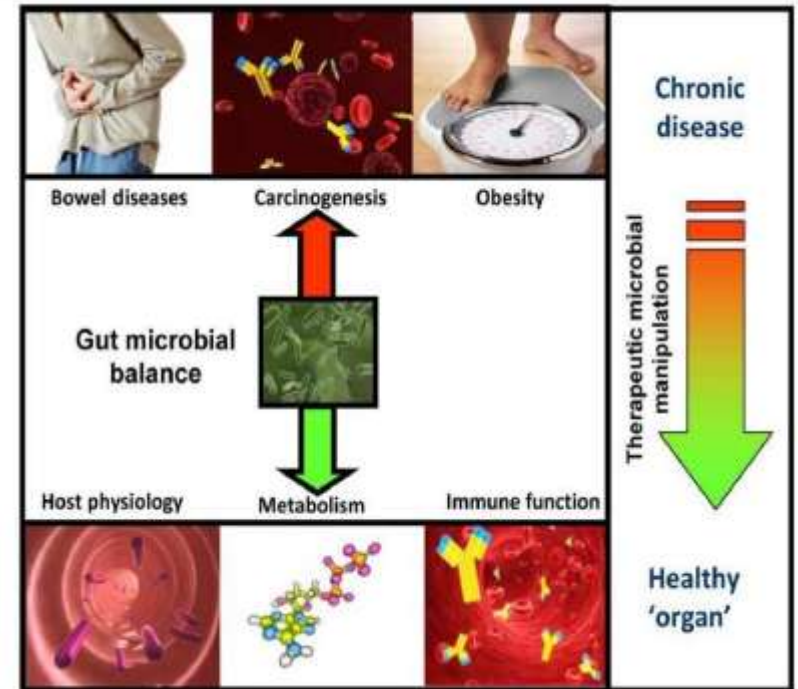 Bowel diseases
Carcinogenesis
Obesity
Gut microbial
balance
Host physiology
Metabolism
Immune function
Chronic
disease
Therapeutic microbial
manipulation
Healthy
‘organ’